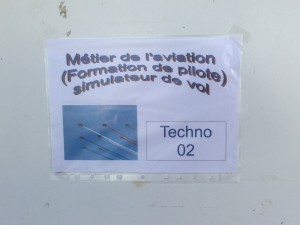 Métier de l'aviation
(Formation de pilote)
simulateur de vol
Techno
02